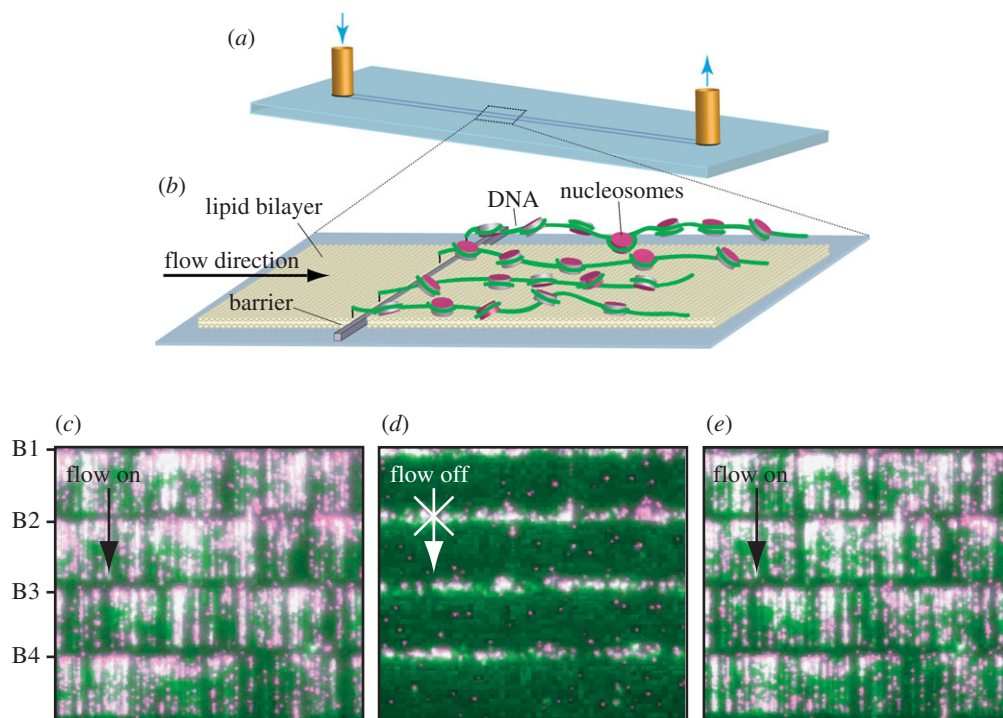 (a)
(b)
lipid bilayer
DNA
nucleosomes
flow direction
barrier
(c)
(d)
(e)
B1
flow on
flow off
flow on
B2
B3
B4